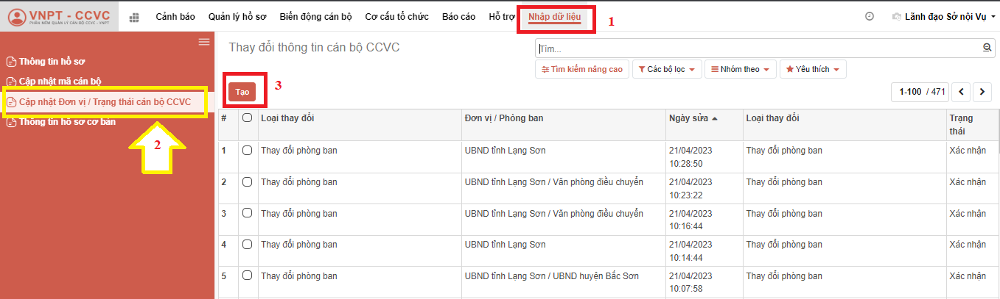 VNPT - CCVC
PHẦN MỀM QUẢN LÝ CÁN BỘ CCVC - VNPT
Cảnh báo Quản lý hồ sơ Biến động cán bộ Cơ cấu tổ chức Báo cáo Hỗ trợ Nhập dữ liệu 1 Lãnh đạo Sở nội Vụ
Thông tin hồ sơ
Cập nhật mã cán bộ
Cập nhật Đơn vị / Trạng thái cán bộ CCVC
Thông tin hồ sơ cơ bản
2
Thay đổi thông tin cán bộ CCVC
Tìm...
Tìm kiếm nâng cao Các bộ lọc Nhóm theo Yêu thích
Tạo 3
1-100 / 471
# Loại thay đổi Đơn vị / Phòng ban Ngày sửa Loại thay đổi Trạng thái
1 Thay đổi phòng ban UBND tỉnh Lạng Sơn 21/04/2023 10:28:50 Thay đổi phòng ban Xác nhận
2 Thay đổi phòng ban UBND tỉnh Lạng Sơn / Văn phòng điều chuyển 21/04/2023 10:23:22 Thay đổi phòng ban Xác nhận
3 Thay đổi phòng ban UBND tỉnh Lạng Sơn / Văn phòng điều chuyển 21/04/2023 10:16:44 Thay đổi phòng ban Xác nhận
4 Thay đổi phòng ban UBND tỉnh Lạng Sơn 21/04/2023 10:14:44 Thay đổi phòng ban Xác nhận
5 Thay đổi phòng ban UBND tỉnh Lạng Sơn / UBND huyện Bắc Sơn 21/04/2023 10:07:58 Thay đổi phòng ban Xác nhận